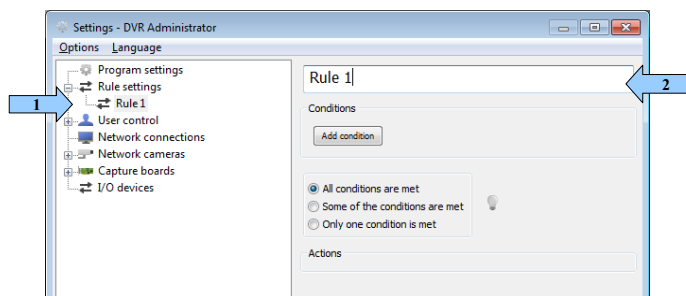 Settings - DVR Administrator
Options Language
Program settings
Rule settings
Rule 1
User control
Network connections
Network cameras
Capture boards
I/O devices
1
Rule 1
2
Conditions
Add condition
All conditions are met
Some of the conditions are met
Only one condition is met
Actions